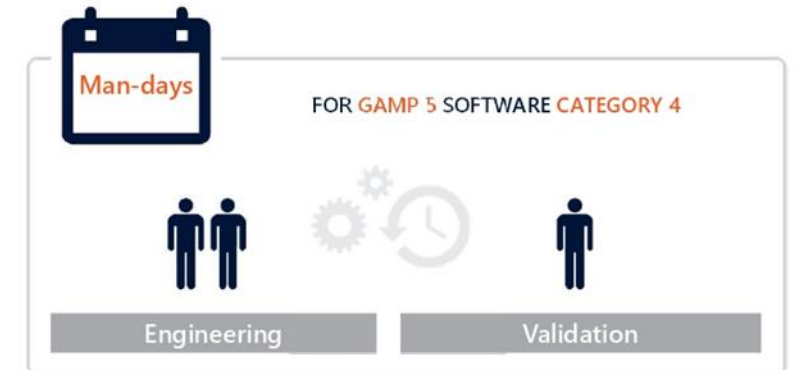 Man-days
FOR GAMP 5 SOFTWARE CATEGORY 4
Engineering
Validation